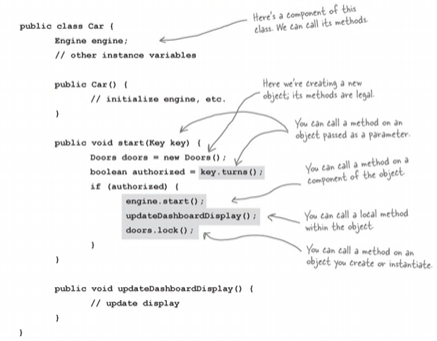 public class Car {
Engine engine;
// other instance variables
Here's a component of this
class. We can call its methods.
public Car() {
// initialize engine, etc.
}
Here we're creating a new
object; its methods are legal.
You can call a method on an
object passed as a parameter.
public void start(Key key) {
Doors doors = new Doors();
boolean authorized = key.turns();
if (authorized) {
engine.start();
updateDashboardDisplay();
doors.lock();
}
}
You can call a method on a
component of the object.
You can call a local method
within the object.
You can call a method on an
object you create or instantiate.
public void updateDashboardDisplay() {
// update display
}
}